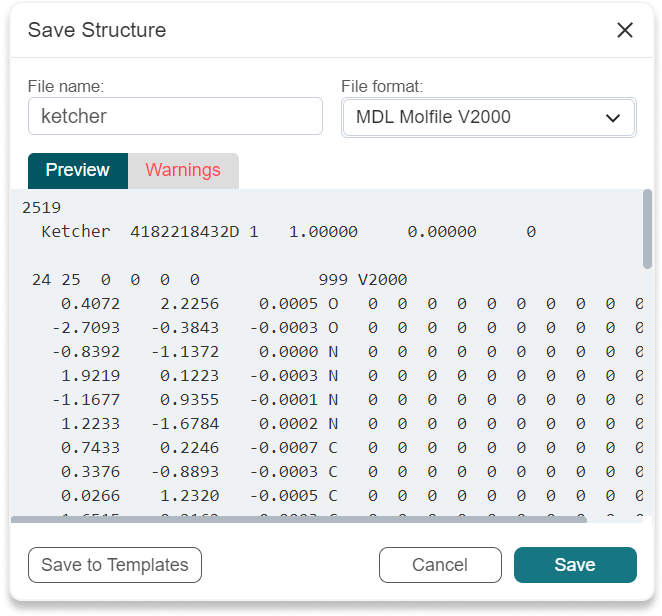 Save Structure
File name:
File format:
ketcher
MDL Molfile V2000
Preview
Warnings
2519
Ketcher 4182218432D 1 1.00000 0.00000 0
24 25 0 0 0 0 999 V2000
0.4072 2.2256 0.0005 O 0 0 0 0 0 0 0 0 0 0
-2.7093 -0.3843 -0.0003 O 0 0 0 0 0 0 0 0 0 0
-0.8392 -1.1372 0.0000 N 0 0 0 0 0 0 0 0 0 0
1.9219 0.1223 -0.0003 N 0 0 0 0 0 0 0 0 0 0
-1.1677 0.9355 -0.0001 N 0 0 0 0 0 0 0 0 0 0
1.2233 -1.6784 0.0002 N 0 0 0 0 0 0 0 0 0 0
0.7433 0.2246 -0.0007 C 0 0 0 0 0 0 0 0 0 0
0.3376 -0.8893 -0.0003 C 0 0 0 0 0 0 0 0 0 0
0.0266 1.2320 -0.0005 C 0 0 0 0 0 0 0 0 0 0
Save to Templates
Cancel
Save